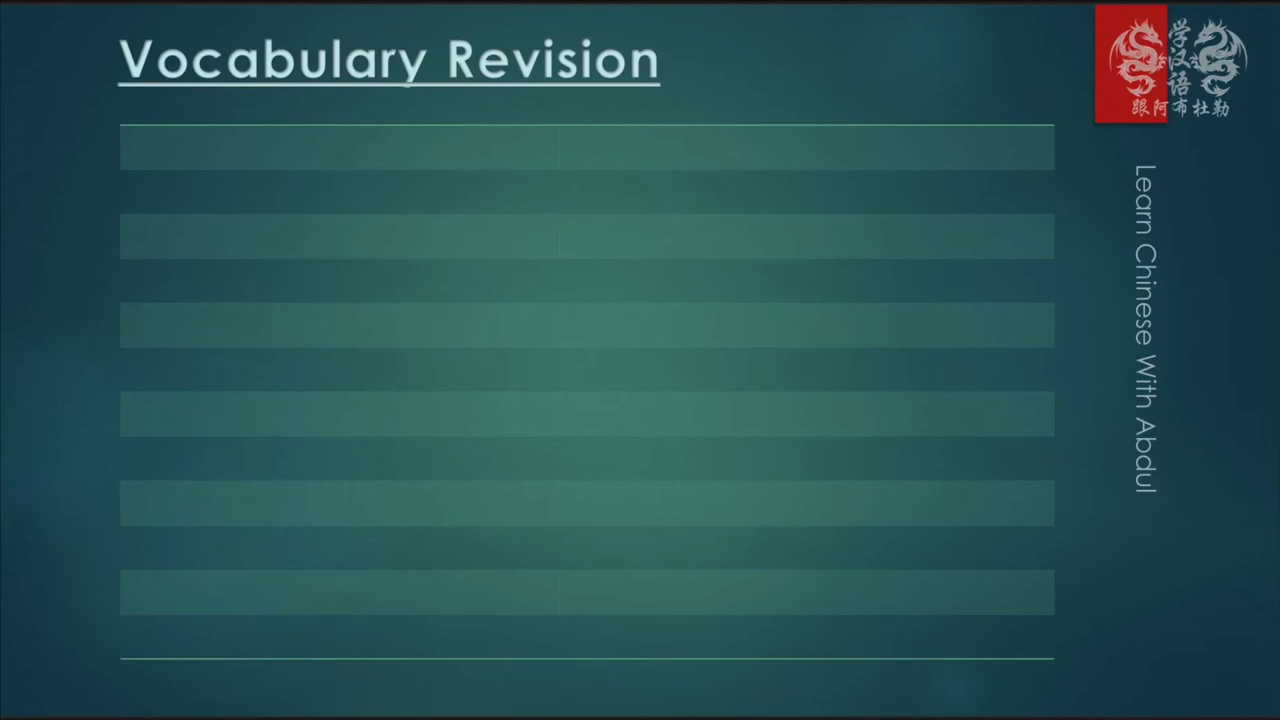 Vocabulary Revision
学汉语
跟阿布杜勒
Learn Chinese With Abdul